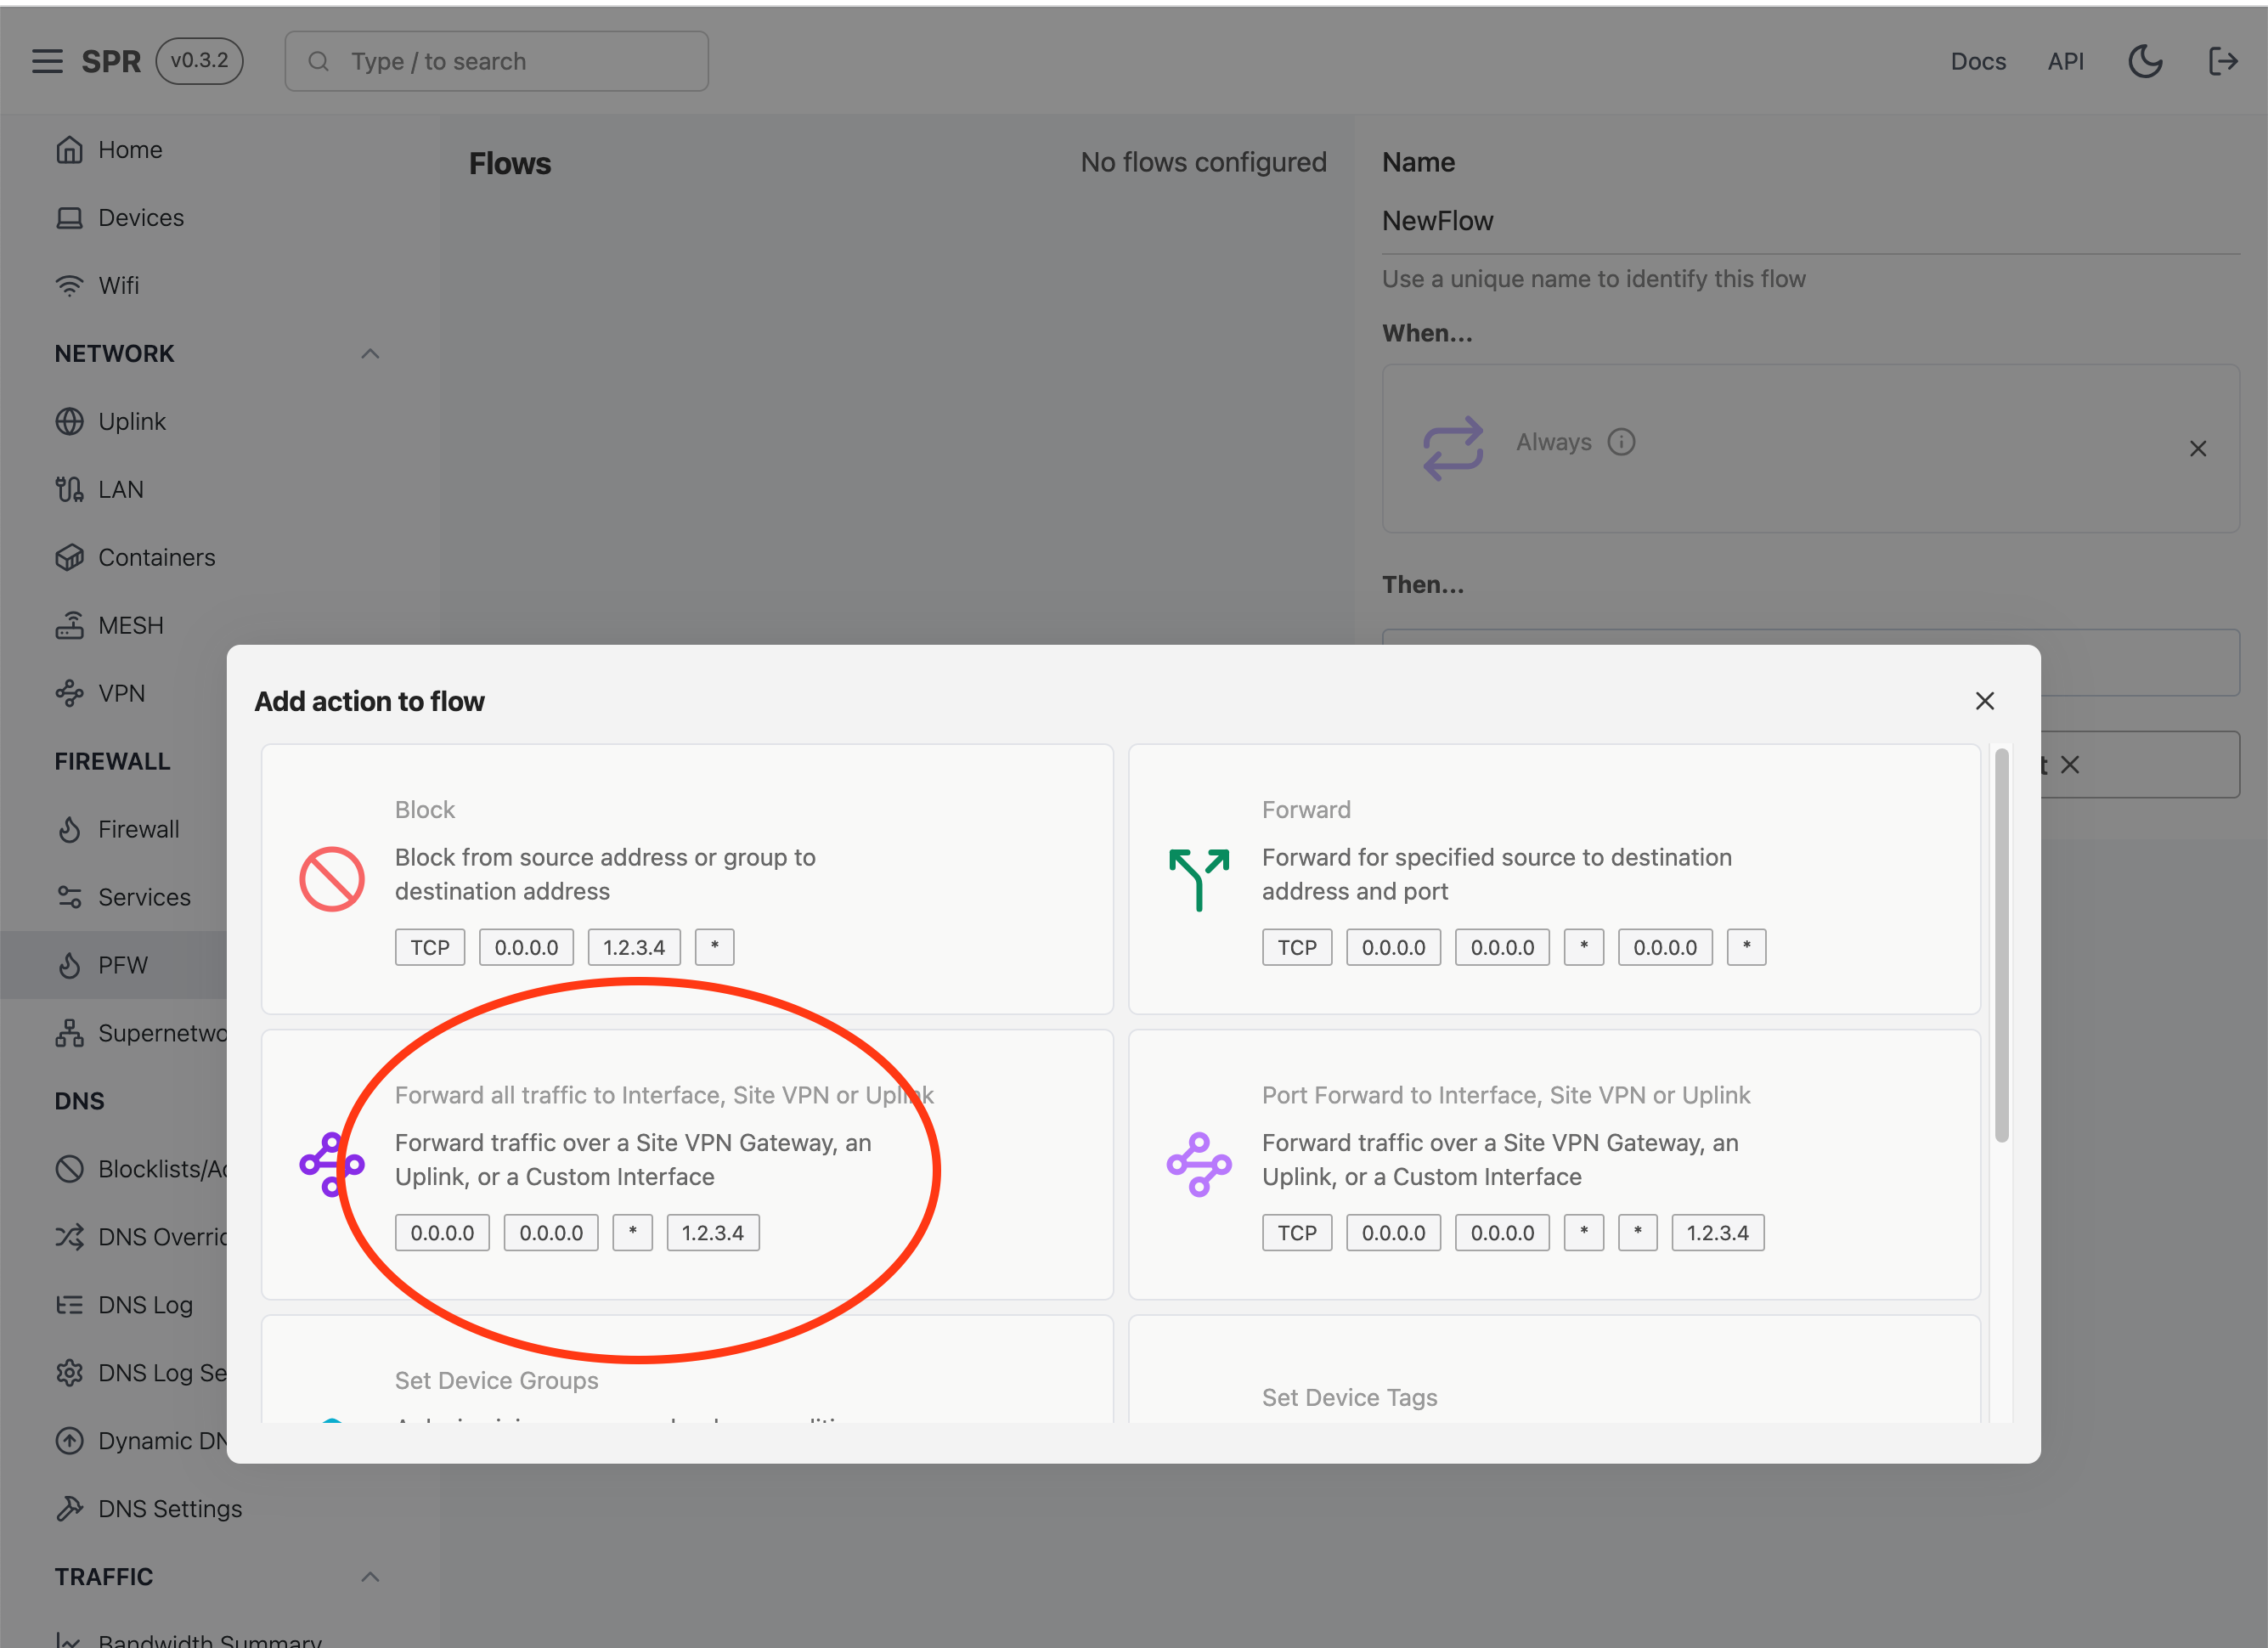 SPR v0.3.2 Type / to search Docs API
Home
Devices
Wifi
NETWORK
Uplink
LAN
Containers
MESH
VPN
FIREWALL
Firewall
Services
PFW
Supernetwo
DNS
Blocklists/A
DNS Overri
DNS Log
DNS Log Se
Dynamic DN
DNS Settings
TRAFFIC
Bandwidth Summary
Flows No flows configured
Name
NewFlow
Use a unique name to identify this flow
When...
Always
Then...
t
Add action to flow
Block
Block from source address or group to
destination address
TCP 0.0.0.0 1.2.3.4 *
Forward
Forward for specified source to destination
address and port
TCP 0.0.0.0 0.0.0.0 * 0.0.0.0 *
Forward all traffic to Interface, Site VPN or Uplink
Forward traffic over a Site VPN Gateway, an
Uplink, or a Custom Interface
0.0.0.0 0.0.0.0 * 1.2.3.4
Port Forward to Interface, Site VPN or Uplink
Forward traffic over a Site VPN Gateway, an
Uplink, or a Custom Interface
TCP 0.0.0.0 0.0.0.0 * * 1.2.3.4
Set Device Groups
Set Device Tags